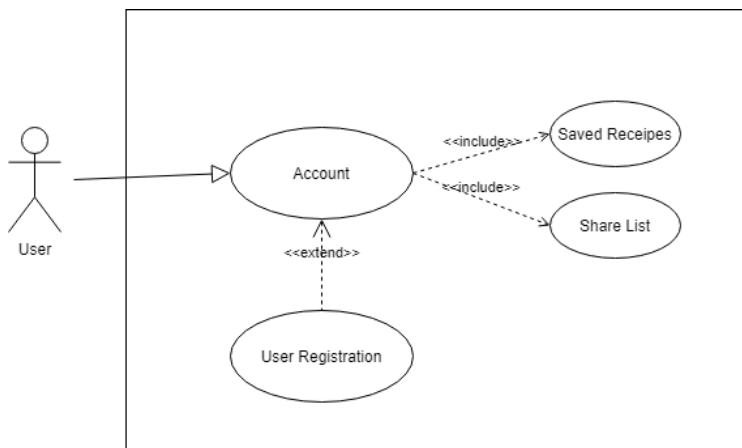 <<include>>
Saved Receipes
Account
<<include>>
Share List
User
<<extend>>
User Registration